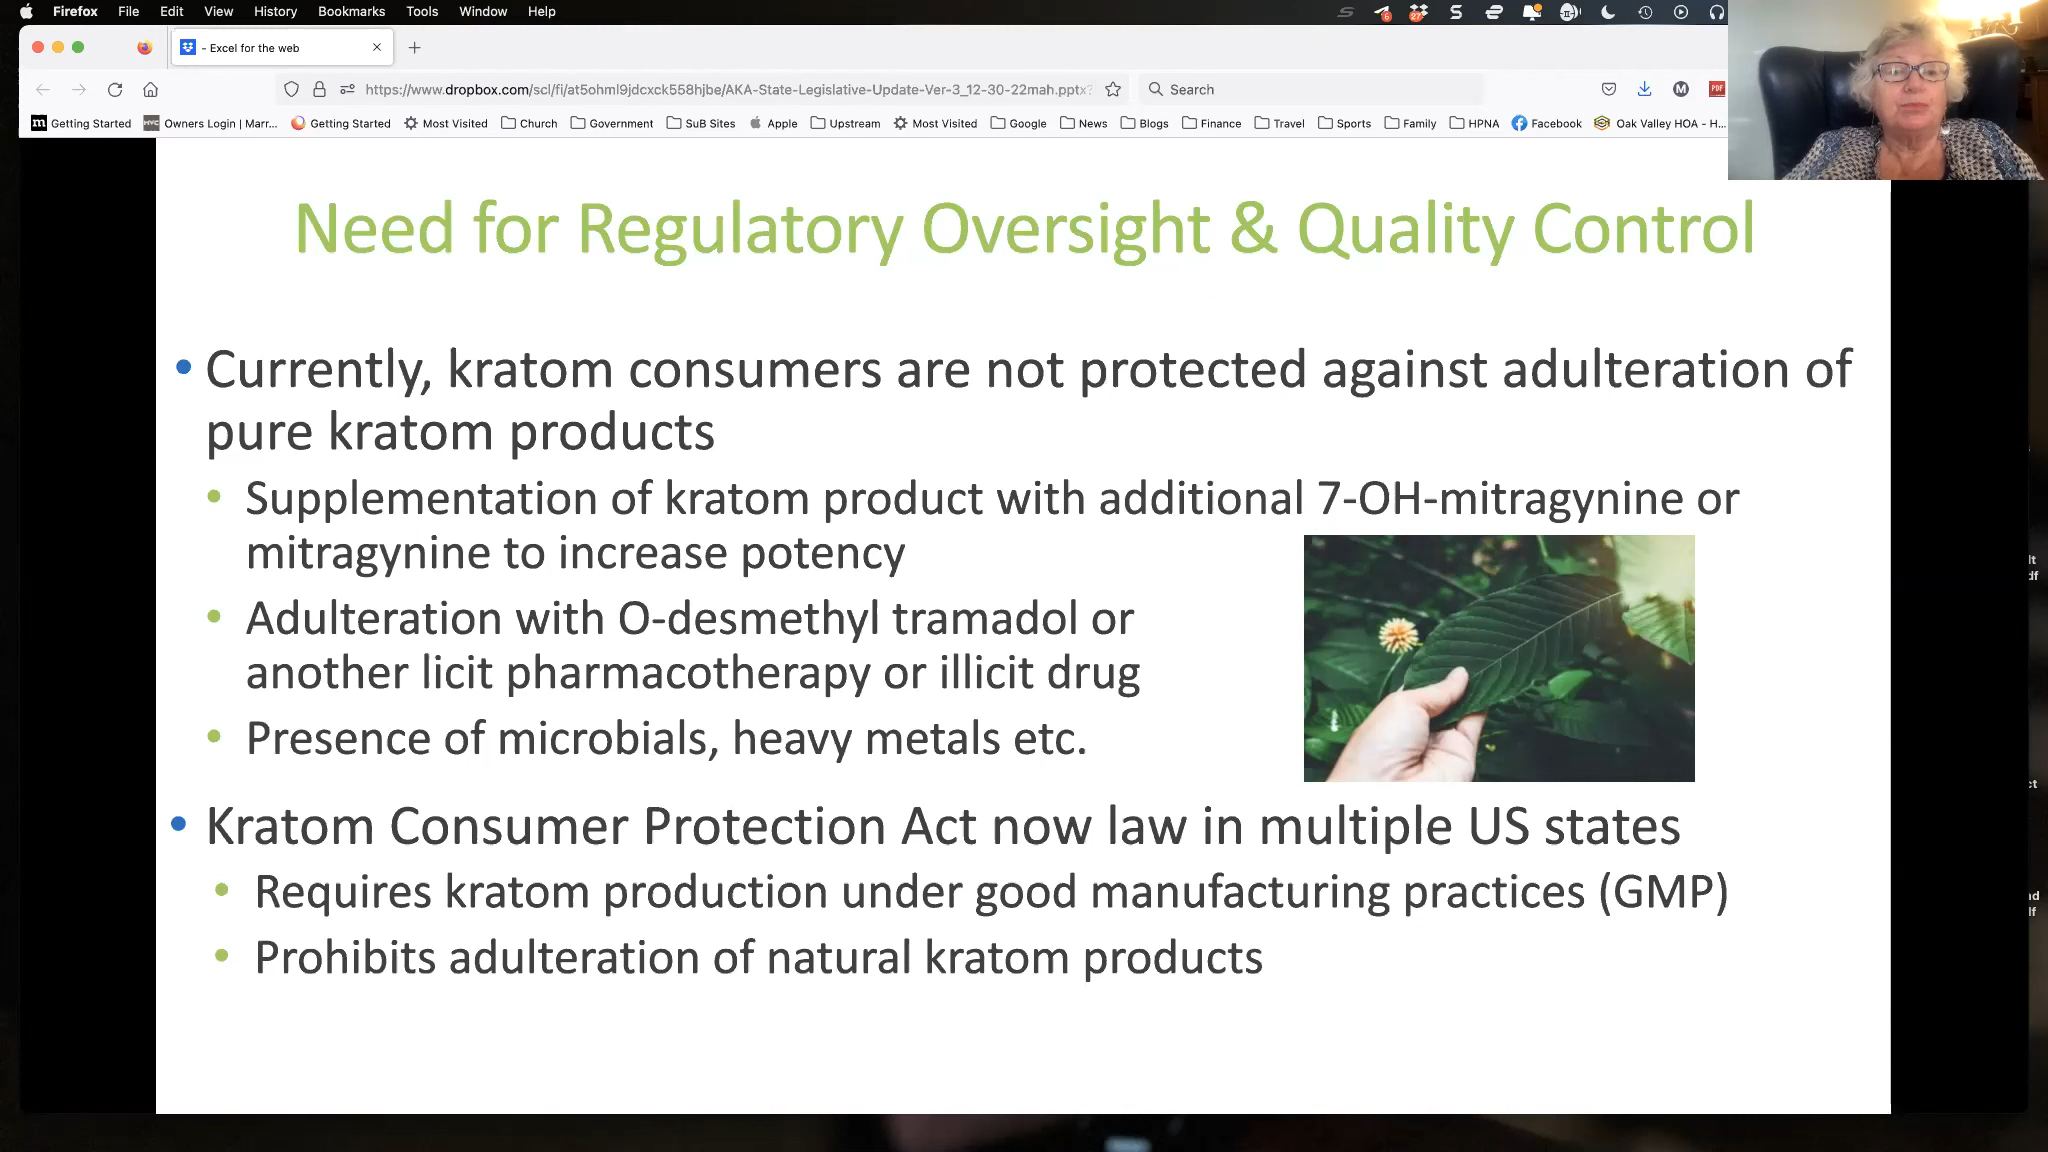 Firefox File Edit View History Bookmarks Tools Window Help
- Excel for the web
https://www.dropbox.com/scl/fi/at5ohml9jdcxck558hjbe/AKA-State-Legislative-Update-Ver-3_12-30-22mah.pptx?
Search
PDF
Getting Started Owners Login | Marr... Getting Started Most Visited Church Government SuB Sites Apple Upstream Most Visited Google News Blogs Finance Travel Sports Family HPNA Facebook Oak Valley HOA - H...
Need for Regulatory Oversight & Quality Control
• Currently, kratom consumers are not protected against adulteration of
pure kratom products
• Supplementation of kratom product with additional 7-OH-mitragynine or
mitragynine to increase potency
• Adulteration with O-desmethyl tramadol or
another licit pharmacotherapy or illicit drug
• Presence of microbials, heavy metals etc.
• Kratom Consumer Protection Act now law in multiple US states
• Requires kratom production under good manufacturing practices (GMP)
• Prohibits adulteration of natural kratom products